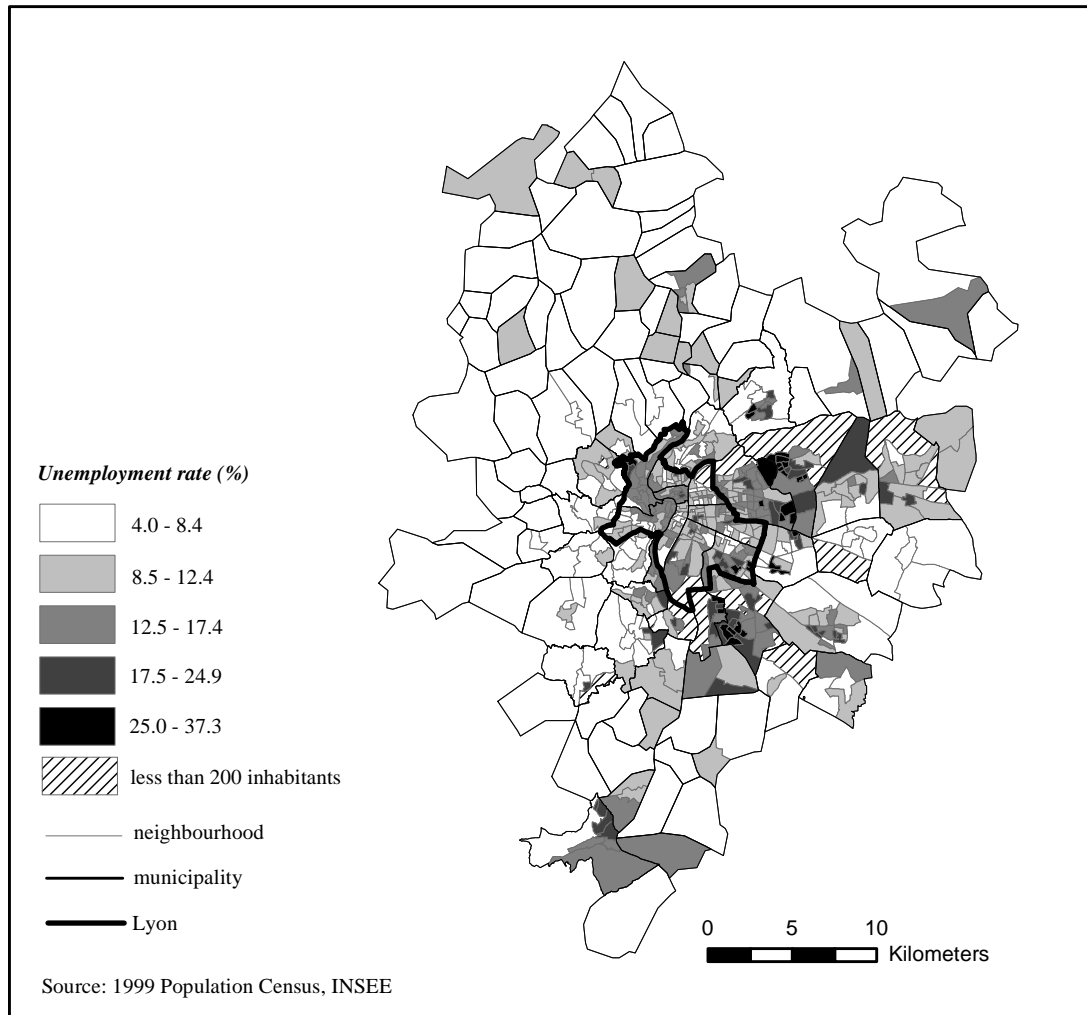 Unemployment rate (%)
4.0 - 8.4
8.5 - 12.4
12.5 - 17.4
17.5 - 24.9
25.0 - 37.3
less than 200 inhabitants
neighbourhood
municipality
Lyon
0 5 10
Kilometers
Source: 1999 Population Census, INSEE